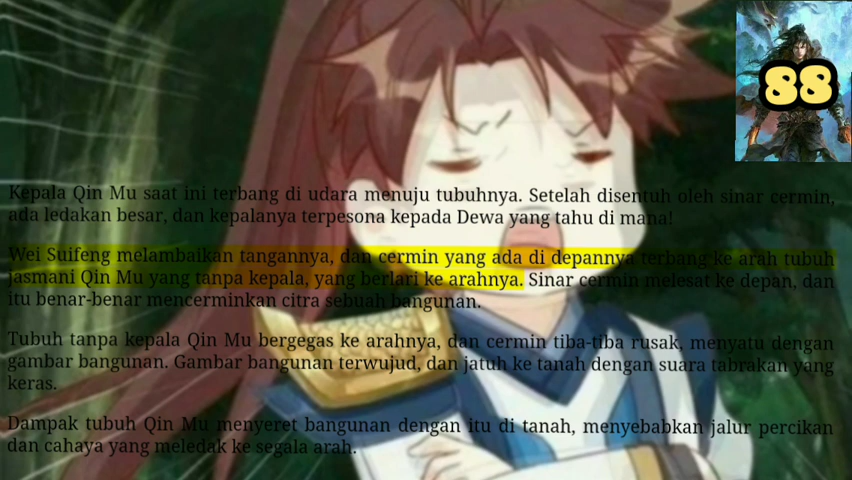 88
Kepala Qin Mu saat ini terbang di udara menuju tubuhnya. Setelah disentuh oleh sinar cermin,
ada ledakan besar, dan kepalanya terpesona kepada Dewa yang tahu di mana!
Wei Suifeng melambaikan tangannya, dan cermin yang ada di depannya terbang ke arah tubuh
jasmani Qin Mu yang tanpa kepala, yang berlari ke arahnya. Sinar cermin melesat ke depan, dan
itu benar-benar mencerminkan citra sebuah bangunan.
Tubuh tanpa kepala Qin Mu bergegas ke arahnya, dan cermin tiba-tiba rusak, menyatu dengan
gambar bangunan. Gambar bangunan terwujud, dan jatuh ke tanah dengan suara tabrakan yang
keras.
Dampak tubuh Qin Mu menyeret bangunan dengan itu di tanah, menyebabkan jalur percikan
dan cahaya yang meledak ke segala arah.